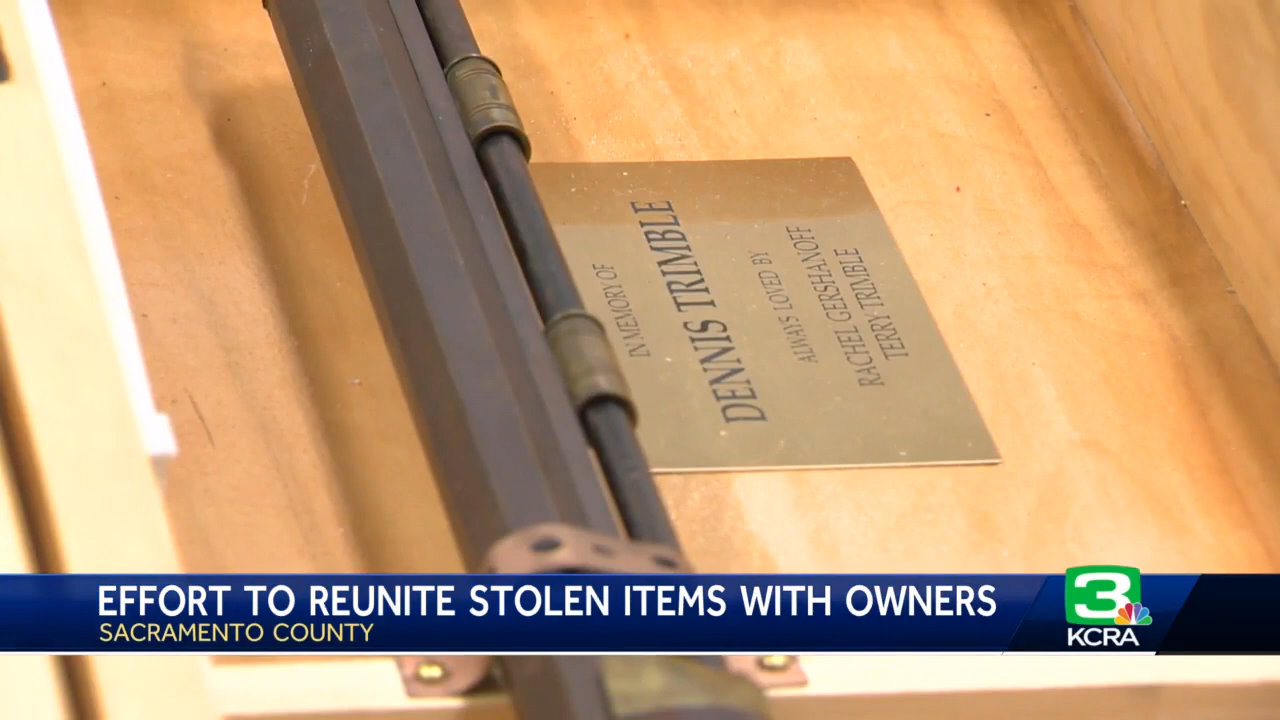 IN MEMORY OF
DENNIS TRIMBLE
ALWAYS LOVED BY
RACHEL GERSHANOFF
TERRY TRIMBLE
EFFORT TO REUNITE STOLEN ITEMS WITH OWNERS
SACRAMENTO COUNTY
3
KCRA